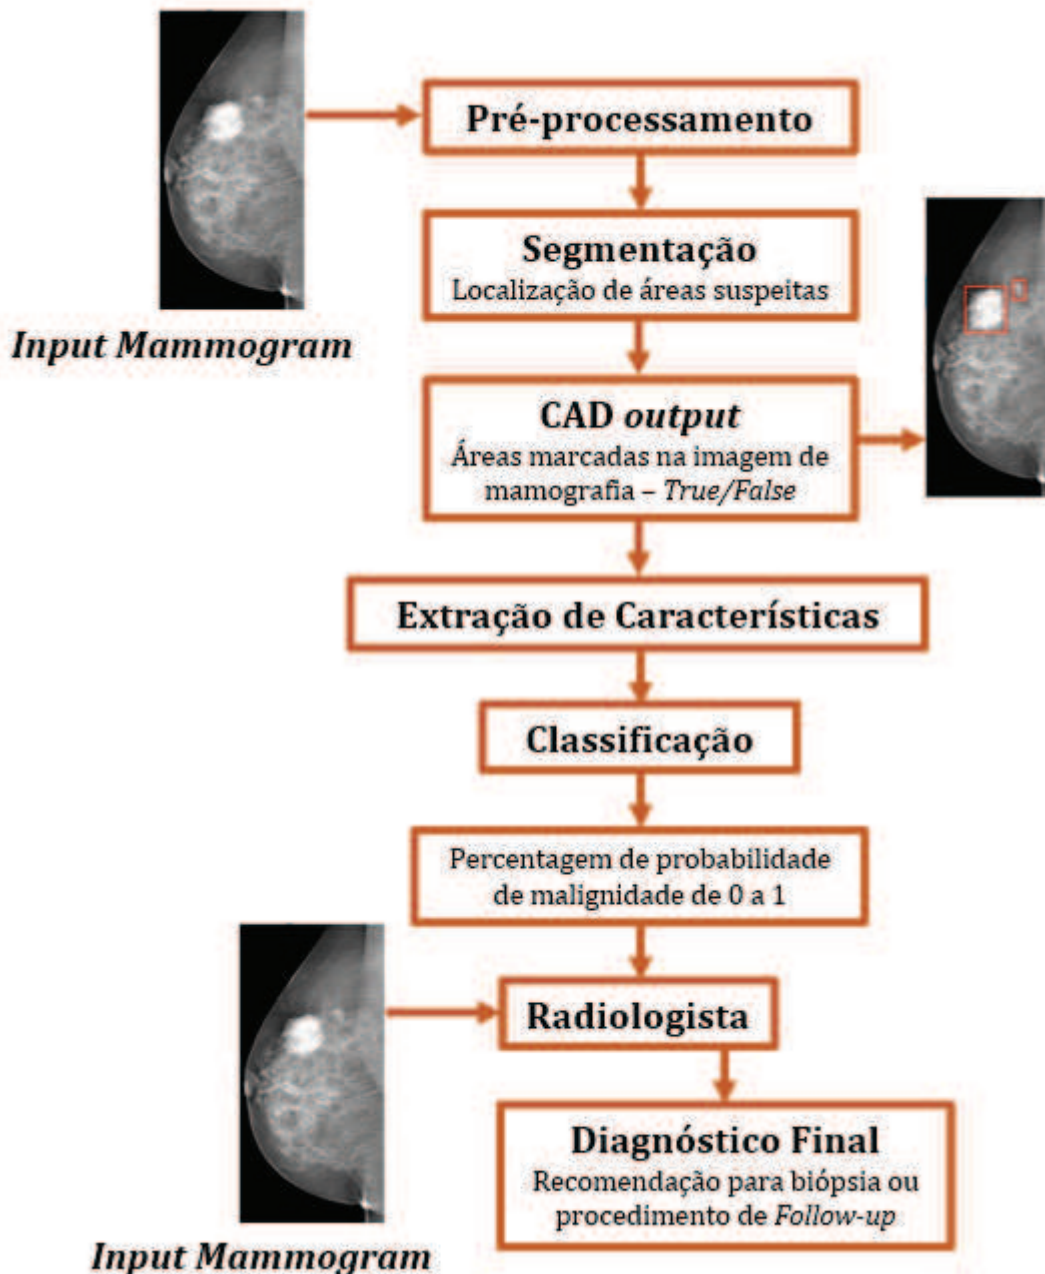 Pré-processamento
Segmentação
Localização de áreas suspeitas
Input Mammogram
CAD output
Áreas marcadas na imagem de
mamografia – True/False
Extração de Característísticas
Classificação
Percentagem de probabilidade
de malignidade de 0 a 1
Radiologista
Diagnóstico Final
Recomendação para biópsia ou
procedimento de Follow-up
Input Mammogram